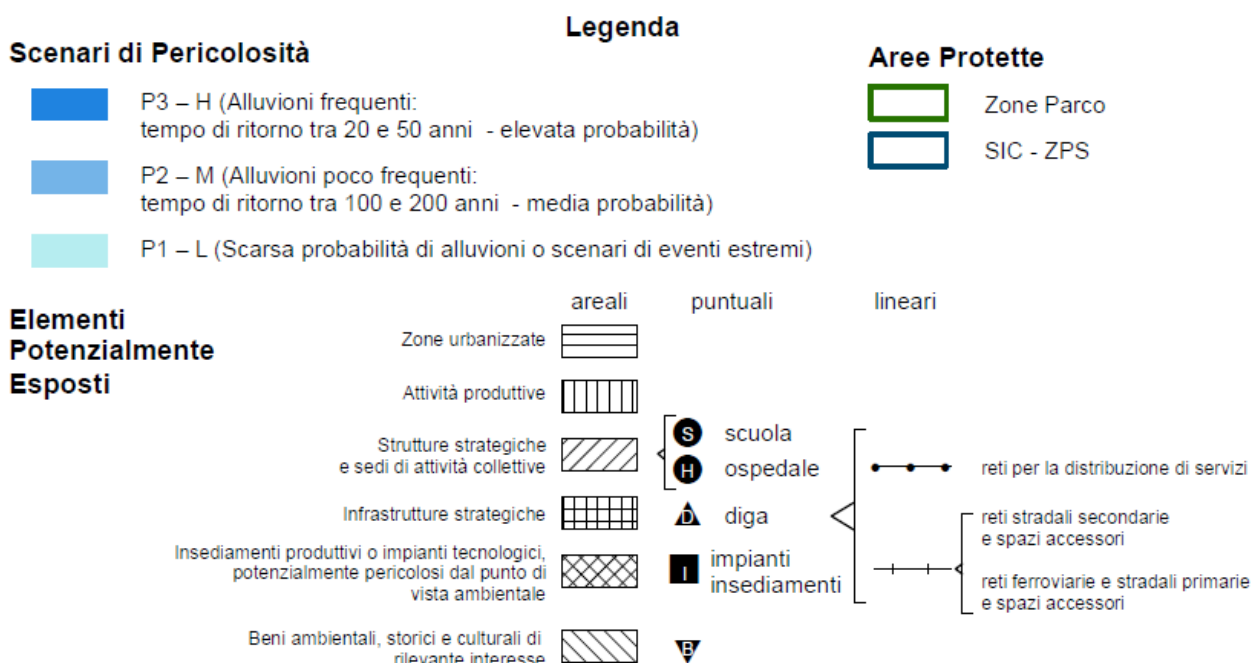 Legenda
Scenari di Pericolosità
P3 – H (Alluvioni frequenti:
tempo di ritorno tra 20 e 50 anni - elevata probabilità)
P2 – M (Alluvioni poco frequenti:
tempo di ritorno tra 100 e 200 anni - media probabilità)
P1 – L (Scarsa probabilità di alluvioni o scenari di eventi estremi)
Aree Protette
Zone Parco
SIC - ZPS
Elementi
Potenzialmente
Esposti
areali
puntuali
lineari
Zone urbanizzate
Attività produttive
Strutture strategiche
e sedi di attività collettive
Infrastrutture strategiche
Insediamenti produttivi o impianti tecnologici,
potenzialmente pericolosi dal punto di
vista ambientale
Beni ambientali, storici e culturali di
rilevante interesse
S scuola
H ospedale
D diga
I impianti
insediamenti
B
reti per la distribuzione di servizi
reti stradali secondarie
e spazi accessori
reti ferroviarie e stradali primarie
e spazi accessori